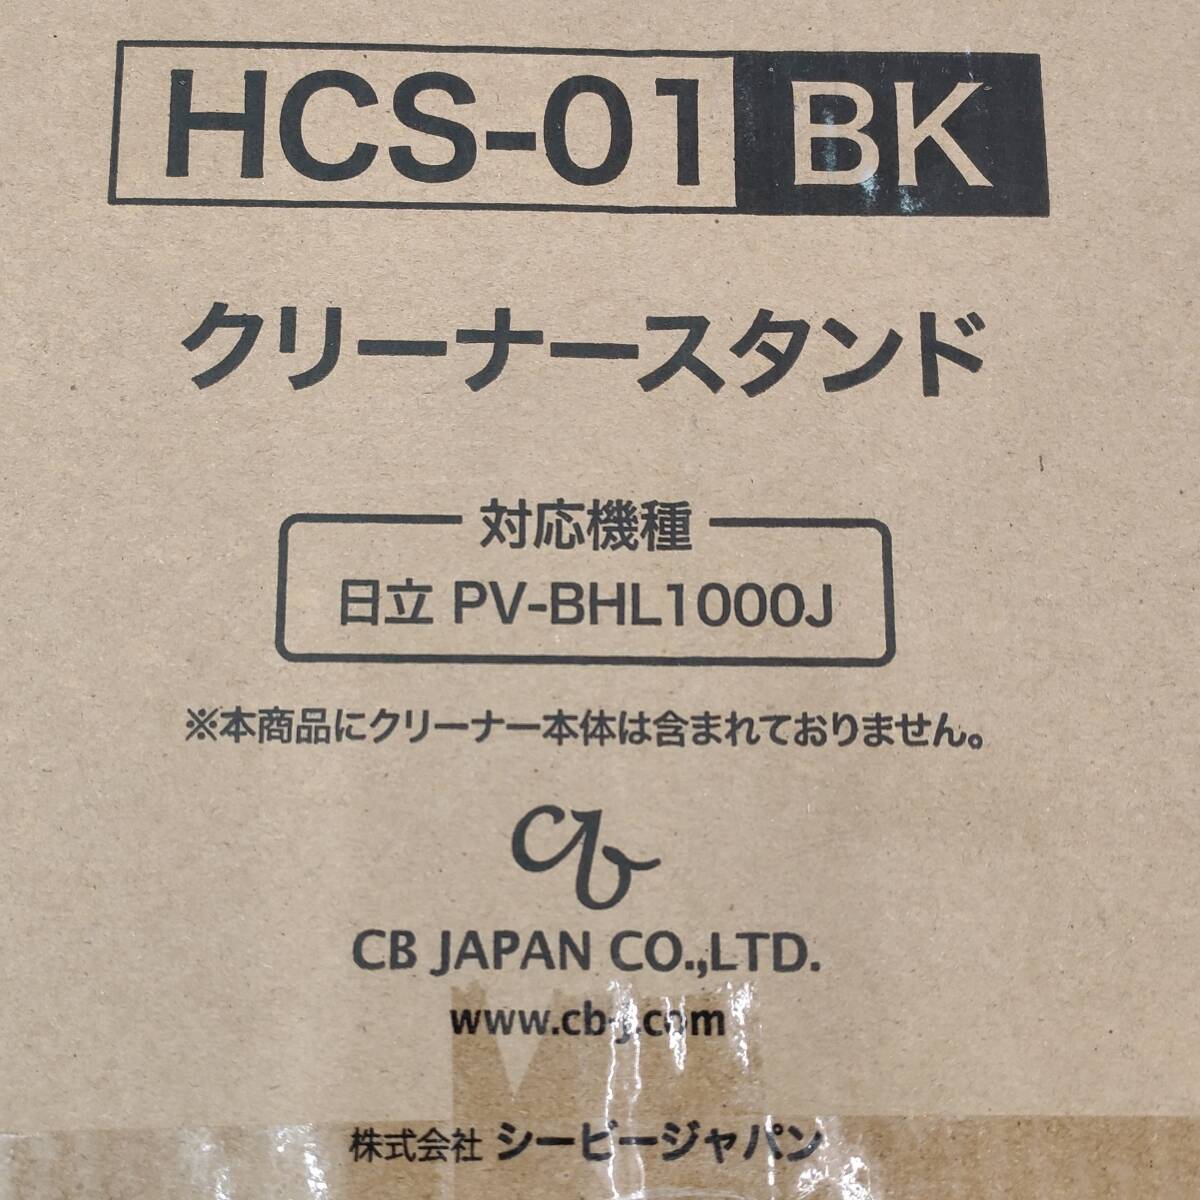 HCS-01 BK
クリーナースタンド
対応機種
日立 PV-BHL1000J
※本商品にクリーナー本体は含まれておりません。
cb
CB JAPAN CO.,LTD.
www.cb-j.com
株式会社 シービージャパン